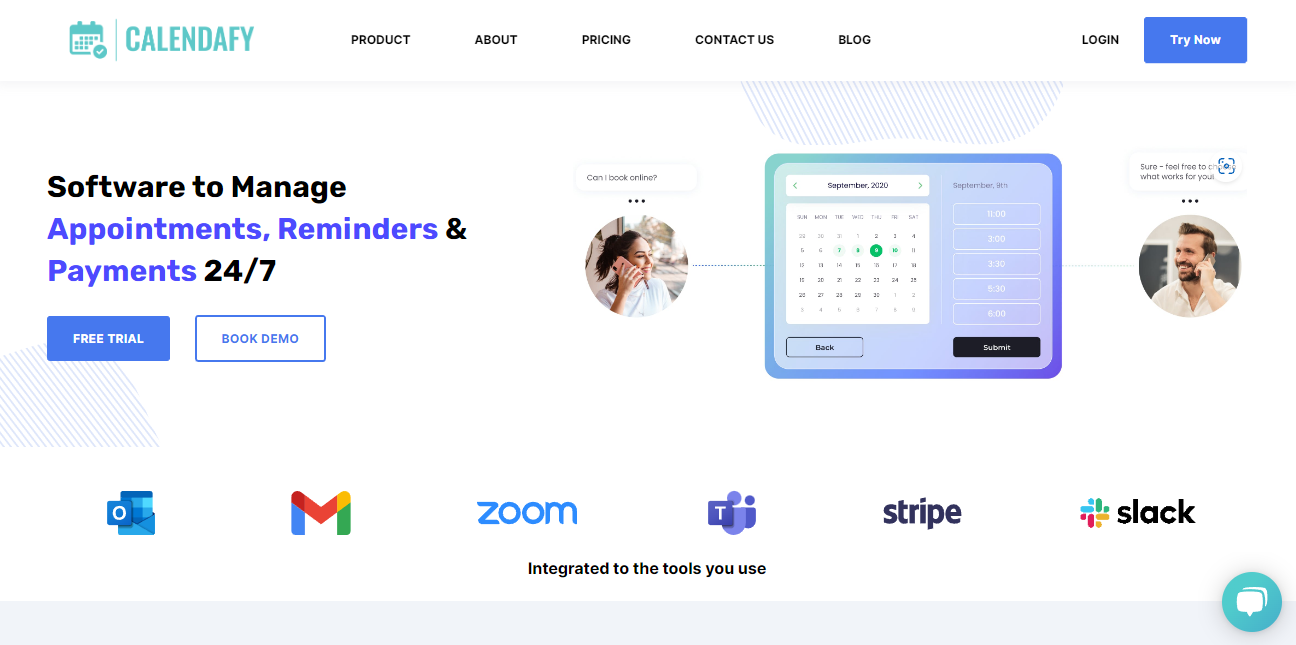 CALENDAFY
PRODUCT
ABOUT
PRICING
CONTACT US
BLOG
LOGIN
Try Now
Software to Manage
Appointments, Reminders &
Payments 24/7
FREE TRIAL
BOOK DEMO
Can I book online?
September, 2020
SUN MON TUE WED THU FRI SAT
29 30 31 1 2 3 4
5 6 7 8 9 10 11
12 13 14 15 16 17 18
19 20 21 22 23 24 25
26 27 28 29 30 1 2
3 4 5 6 7 8 9
September, 9th
11:00
3:00
3:30
5:30
6:00
Back
Submit
Sure - feel free to
what works for you!
O
zoom
T
stripe
slack
Integrated to the tools you use